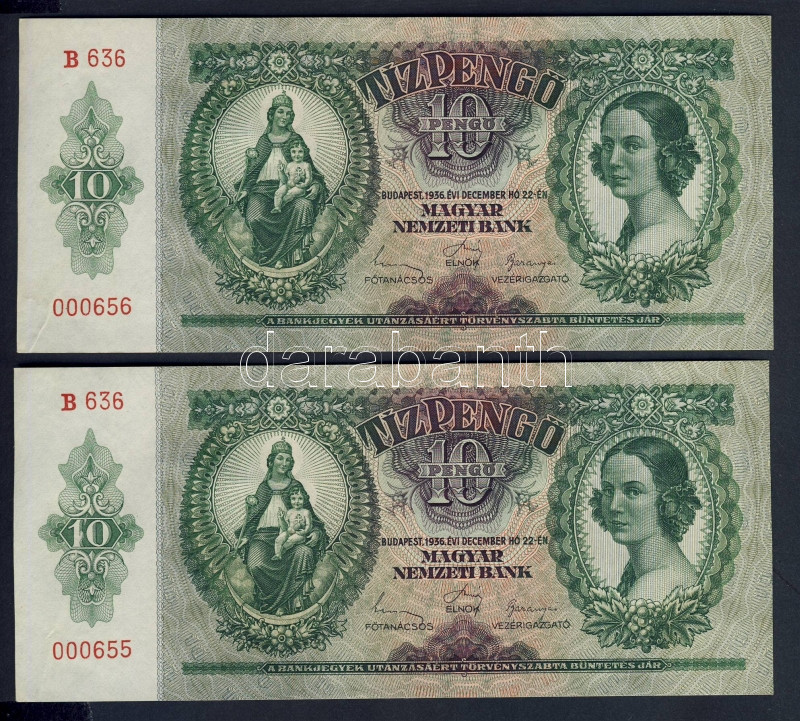 B 636
TÍZ PENGŐ
10
PENGŐ
10
BUDAPEST, 1936. ÉVI DECEMBER HÓ 22-ÉN
MAGYAR
NEMZETI BANK
FŐTANÁCSOS
ELNÖK
VEZÉRIGAZGATÓ
000656
A BANKJEGYEK UTÁNZÁSÁÉRT TÖRVÉNYSZABTA BÜNTETÉS JÁR
darabanth
B 636
TÍZ PENGŐ
10
PENGŐ
10
BUDAPEST, 1936. ÉVI DECEMBER HÓ 22-ÉN
MAGYAR
NEMZETI BANK
FŐTANÁCSOS
ELNÖK
VEZÉRIGAZGATÓ
000655
A BANKJEGYEK UTÁNZÁSÁÉRT TÖRVÉNYSZABTA BÜNTETÉS JÁR